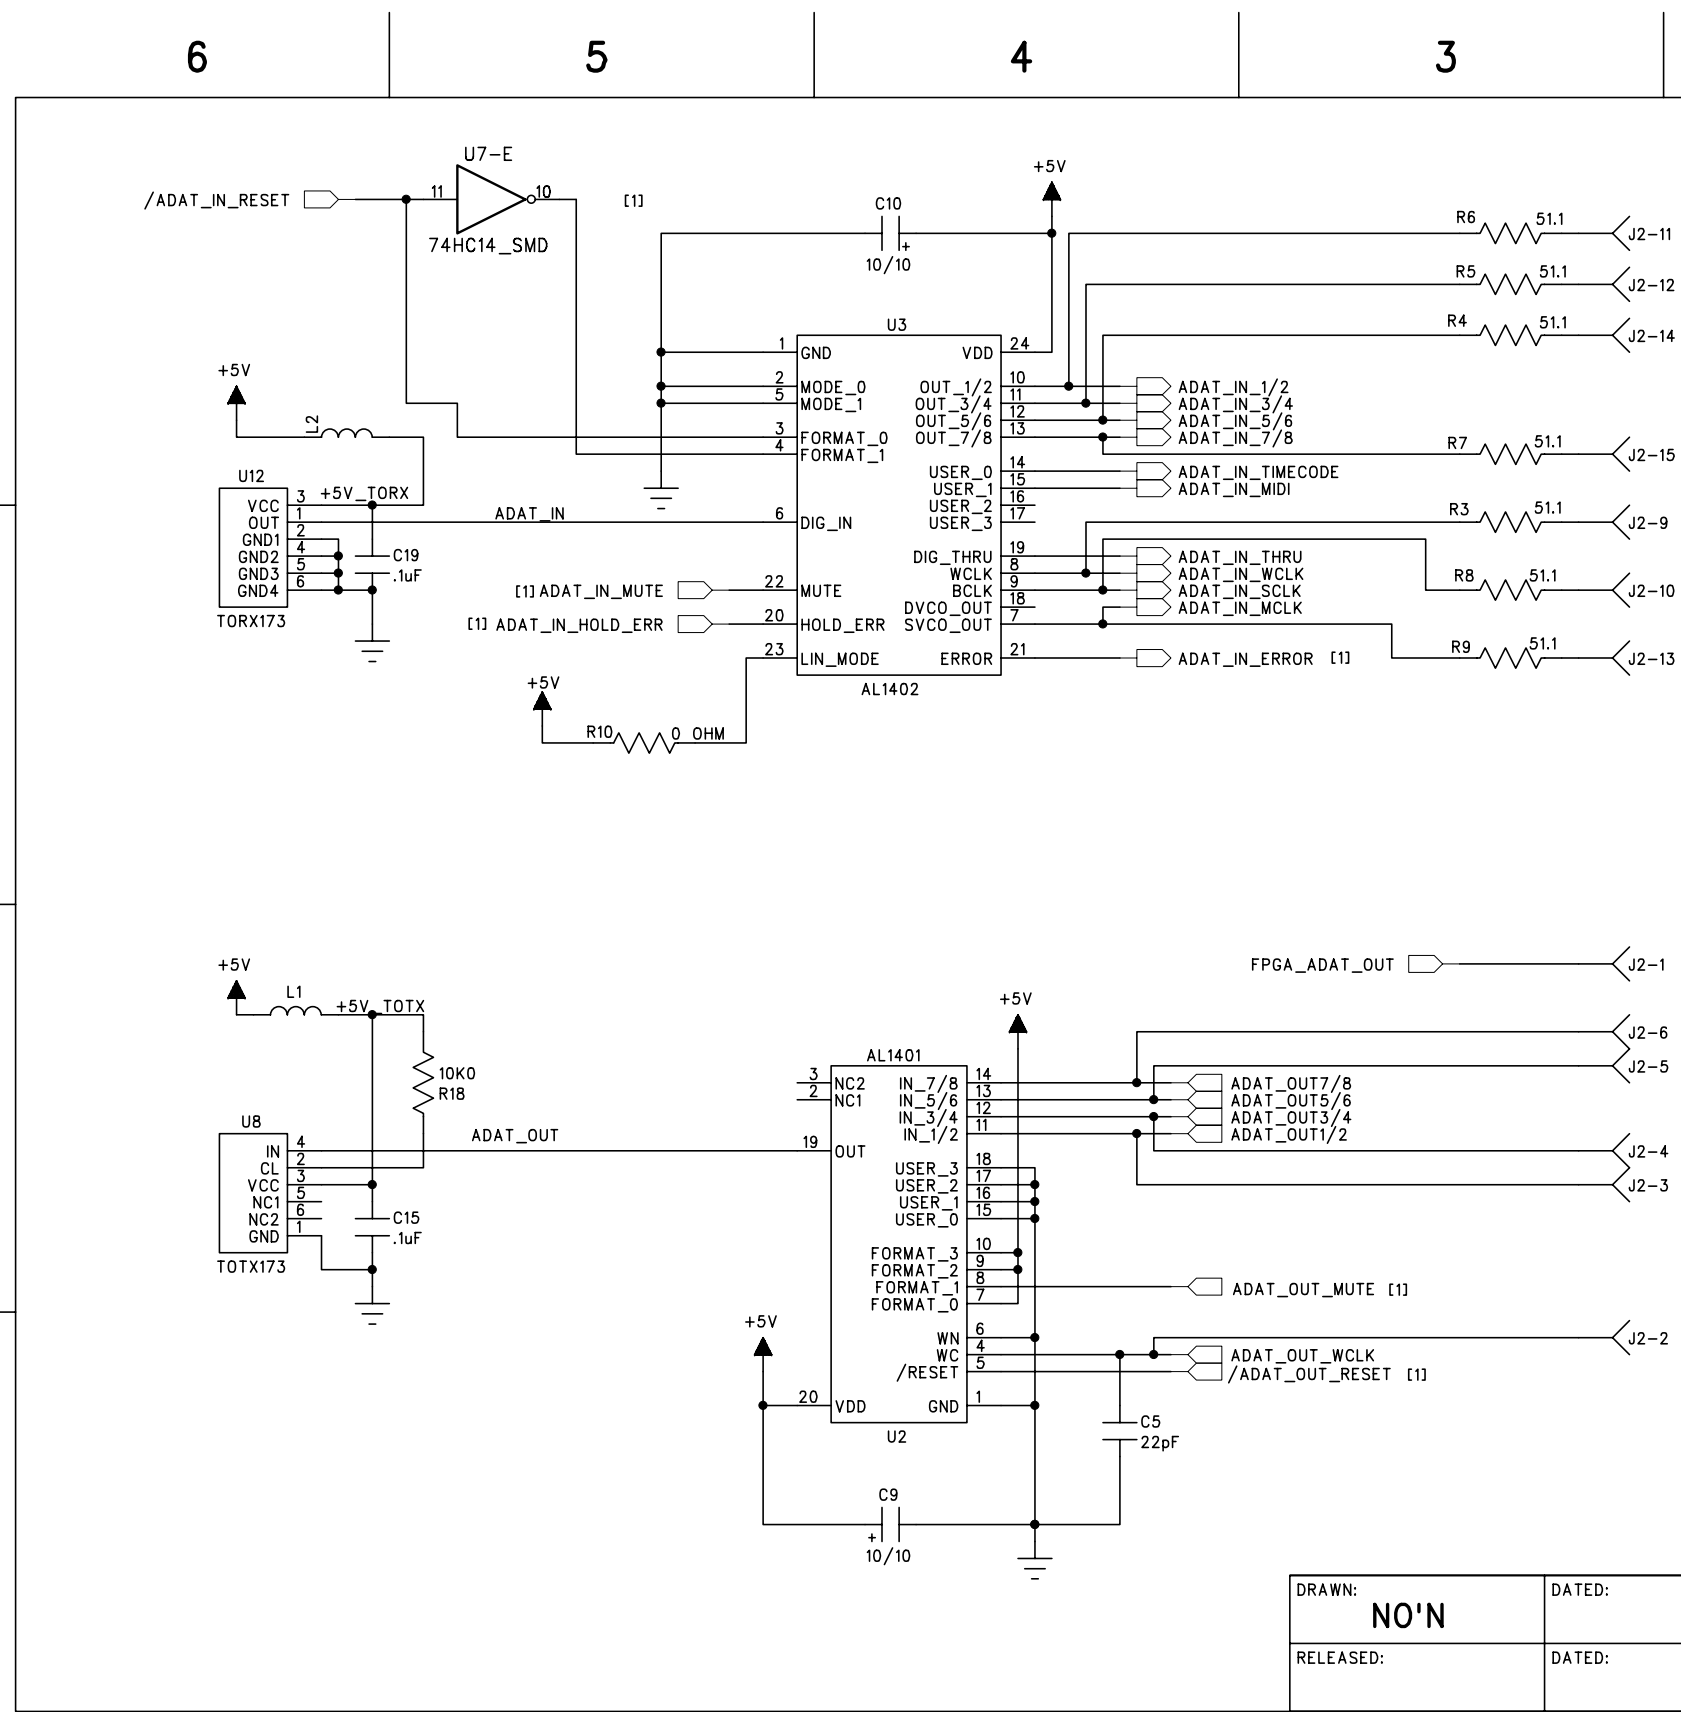 6 5 4 3
U7-E
/ADAT_IN_RESET 11 10 [1]
74HC14_SMD
+5V
C10
+
10/10
R6 51.1 J2-11
R5 51.1 J2-12
R4 51.1 J2-14
U3
1 GND VDD 24
2 MODE_0 OUT_1/2 10 ADAT_IN_1/2
5 MODE_1 OUT_3/4 11 ADAT_IN_3/4
OUT_5/6 12 ADAT_IN_5/6
3 FORMAT_0 OUT_7/8 13 ADAT_IN_7/8
4 FORMAT_1
R7 51.1 J2-15
USER_0 14 ADAT_IN_TIMECODE
USER_1 15 ADAT_IN_MIDI
USER_2 16
6 DIG_IN USER_3 17
R3 51.1 J2-9
DIG_THRU 19 ADAT_IN_THRU
WCLK 8 ADAT_IN_WCLK
22 MUTE BCLK 9 ADAT_IN_SCLK
DVCO_OUT 18 ADAT_IN_MCLK
20 HOLD_ERR SVCO_OUT 7
R8 51.1 J2-10
23 LIN_MODE ERROR 21 ADAT_IN_ERROR [1]
R9 51.1 J2-13
AL1402
+5V
L2
U12
VCC 3 +5V_TORX
OUT 1 ADAT_IN
GND1 2
GND2 4
GND3 5
GND4 6
TORX173
C19
.1uF
[1] ADAT_IN_MUTE
[1] ADAT_IN_HOLD_ERR
+5V
R10 0 OHM
FPGA_ADAT_OUT J2-1
+5V
L1
+5V_TOTX
10K0
R18
U8
IN 4 ADAT_OUT
CL 2
VCC 3
NC1 5
NC2 6
GND 1
TOTX173
C15
.1uF
+5V
AL1401
3 NC2 IN_7/8 14 ADAT_OUT7/8
2 NC1 IN_5/6 13 ADAT_OUT5/6
IN_3/4 12 ADAT_OUT3/4
IN_1/2 11 ADAT_OUT1/2
19 OUT
J2-6
J2-5
J2-4
J2-3
USER_3 18
USER_2 17
USER_1 16
USER_0 15
FORMAT_3 10
FORMAT_2 9
FORMAT_1 8 ADAT_OUT_MUTE [1]
FORMAT_0 7
WN 6
J2-2
WC 4 ADAT_OUT_WCLK
/RESET 5 /ADAT_OUT_RESET [1]
+5V
20 VDD GND 1
U2
C5
22pF
C9
+
10/10
DRAWN: DATED:
NO'N
RELEASED: DATED: